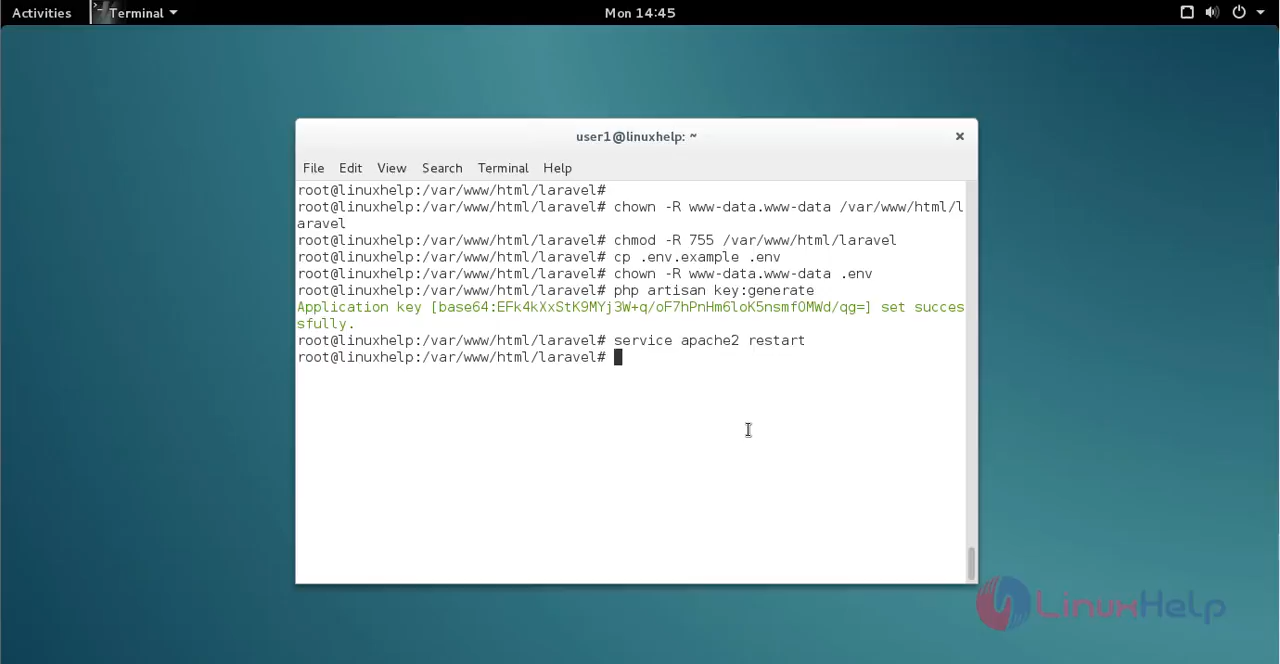 Activities Terminal Mon 14:45
user1@linuxhelp: ~
File Edit View Search Terminal Help
root@linuxhelp:/var/www/html/laravel#
root@linuxhelp:/var/www/html/laravel# chown -R www-data.www-data /var/www/html/l
aravel
root@linuxhelp:/var/www/html/laravel# chmod -R 755 /var/www/html/laravel
root@linuxhelp:/var/www/html/laravel# cp .env.example .env
root@linuxhelp:/var/www/html/laravel# chown -R www-data.www-data .env
root@linuxhelp:/var/www/html/laravel# php artisan key:generate
Application key [base64:EFk4kXxStK9MYj3W+q/oF7hPnHm6loK5nsmfOMWd/qg=] set succes
sfully.
root@linuxhelp:/var/www/html/laravel# service apache2 restart
root@linuxhelp:/var/www/html/laravel#
LinuxHelp